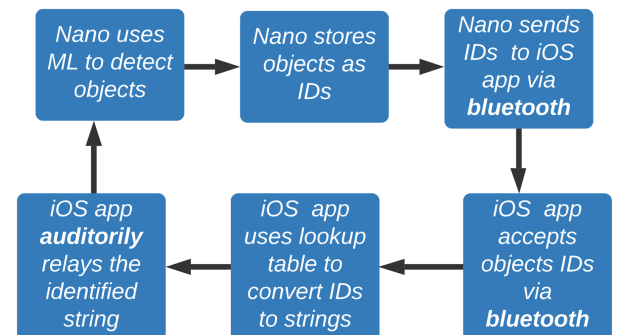 Nano uses
ML to detect
objects
Nano stores
objects as
IDs
Nano sends
IDs to iOS
app via
bluetooth
iOS app
accepts
objects IDs
via
bluetooth
iOS app
uses lookup
table to
convert IDs
to strings
iOS app
auditorily
relays the
identified
string